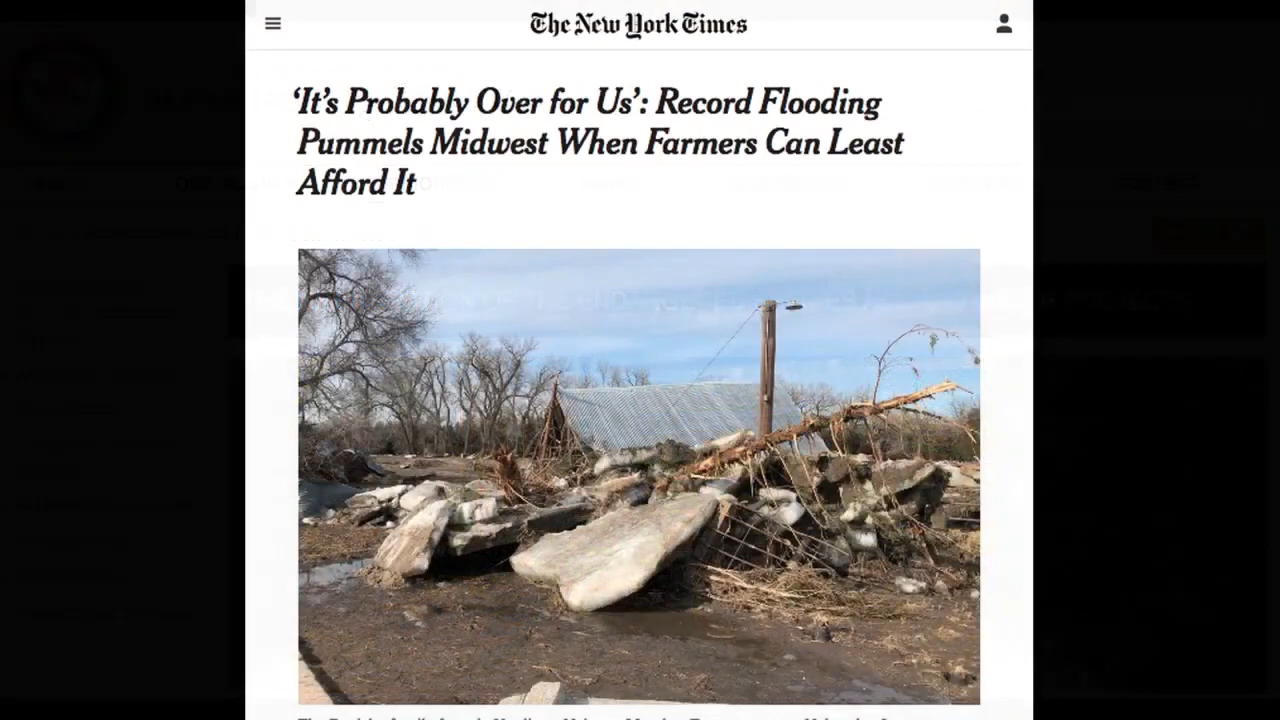 The New York Times
‘It’s Probably Over for Us’: Record Flooding
Pummels Midwest When Farmers Can Least
Afford It